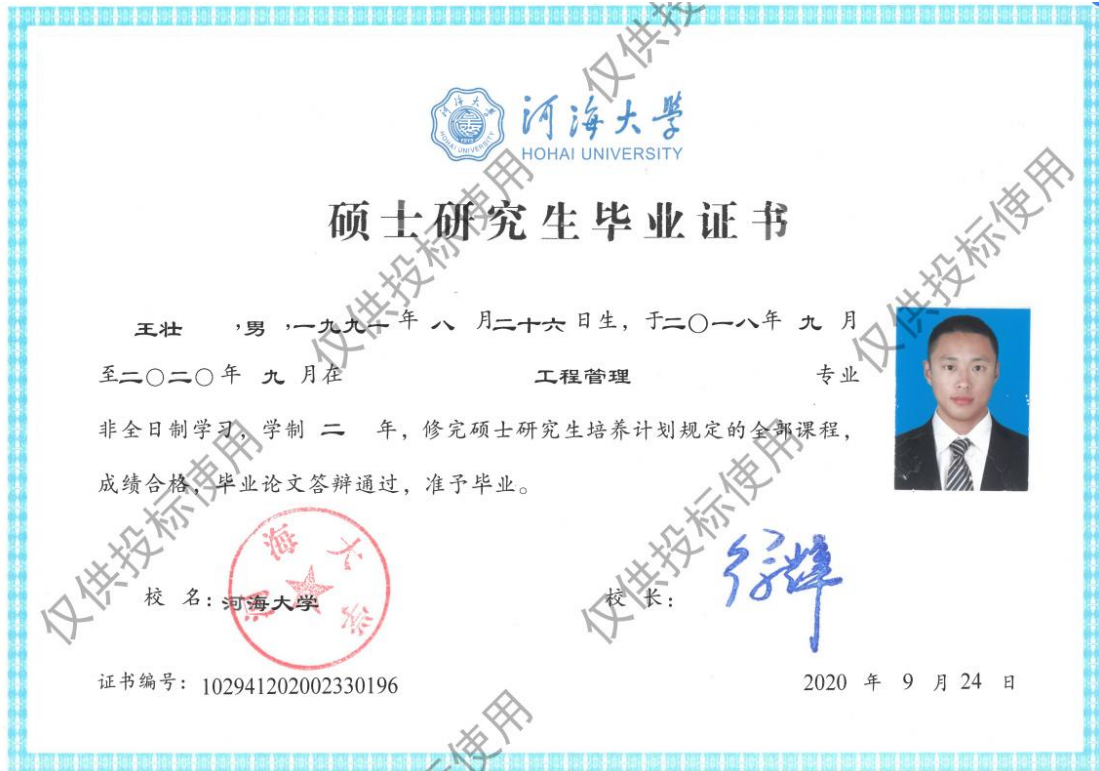 河海大學
HOHAI UNIVERSITY
硕士研究生毕业证书
王壮 ,男 ,一九九一年 八 月二十六日生, 于二〇一八年 九 月
至二〇二〇年 九 月在 工程管理 专业
非全日制学习, 学制 二 年, 修完硕士研究生培养计划规定的全部课程,
成绩合格, 毕业论文答辩通过, 准予毕业。
校 名: 河海大学
校 长: 徐辉
证书编号: 102941202002330196
2020 年 9 月 24 日
河海大学
仅供投标使用
仅供投标使用
仅供投标使用
仅供投标使用
仅供投标使用
仅供投标使用